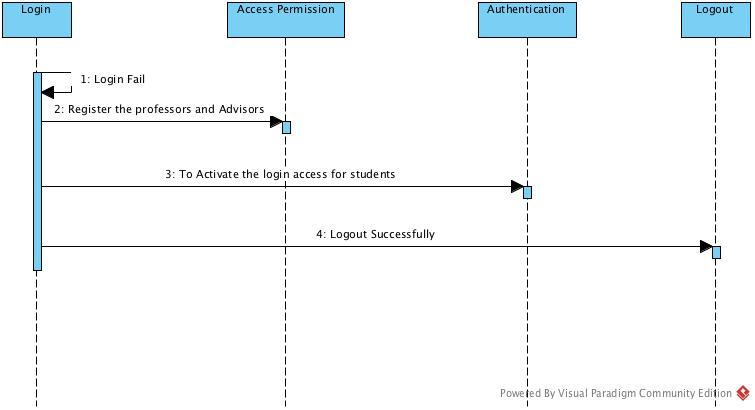 Login
Access Permission
Authentication
Logout
1: Login Fail
2: Register the professors and Advisors
3: To Activate the login access for students
4: Logout Successfully
Powered By Visual Paradigm Community Edition